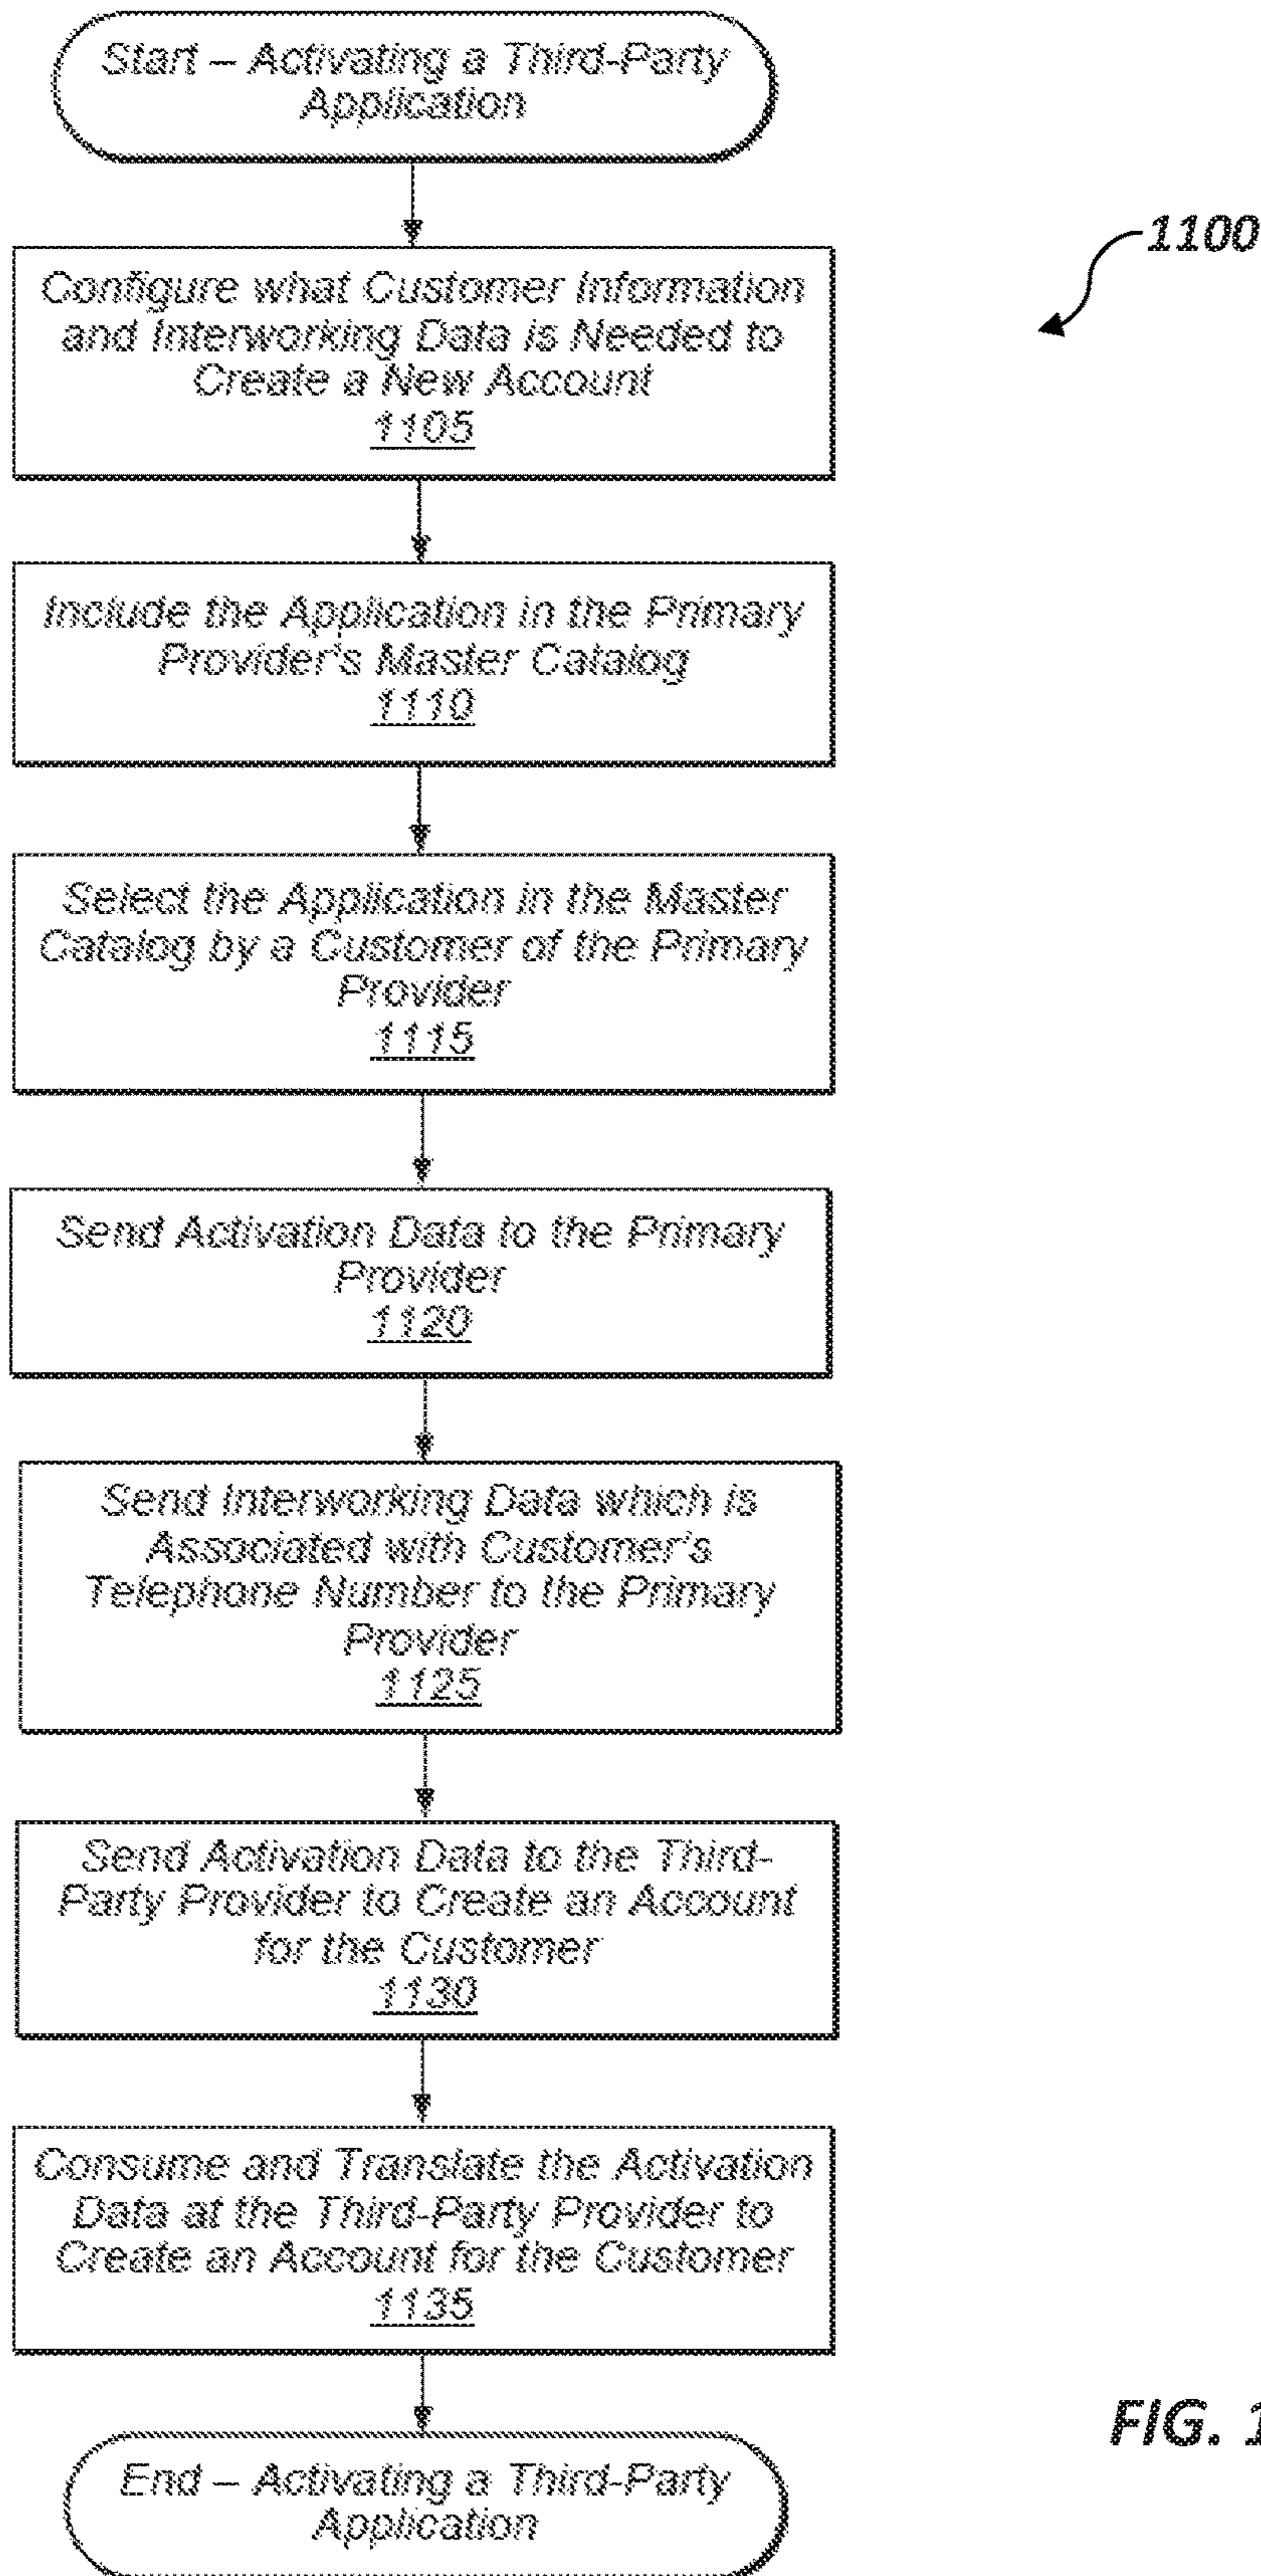 Start – Activating a Third-Party
Application
1100
Configure what Customer Information
and Interworking Data is Needed to
Create a New Account
1105
Include the Application in the Primary
Provider's Master Catalog
1110
Select the Application in the Master
Catalog by a Customer of the Primary
Provider
1115
Send Activation Data to the Primary
Provider
1120
Send Interworking Data which is
Associated with Customer's
Telephone Number to the Primary
Provider
1125
Send Activation Data to the Third-
Party Provider to Create an Account
for the Customer
1130
Consume and Translate the Activation
Data at the Third-Party Provider to
Create an Account for the Customer
1135
FIG. 1
End – Activating a Third-Party
Application